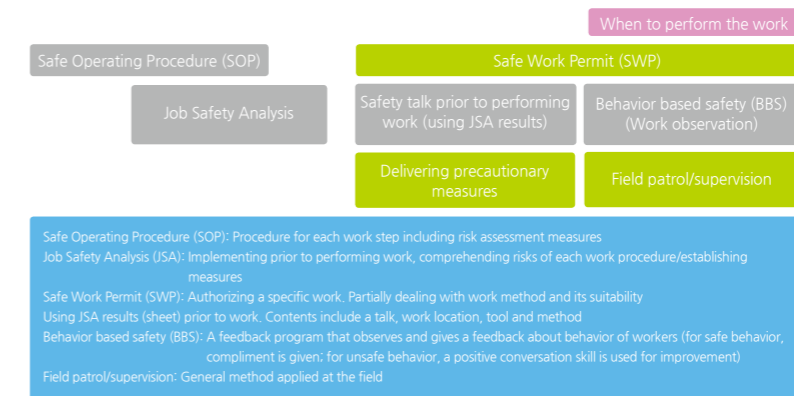 When to perform the work
Safe Operating Procedure (SOP)
Safe Work Permit (SWP)
Job Safety Analysis
Safety talk prior to performing
work (using JSA results)
Behavior based safety (BBS)
(Work observation)
Delivering precautionary
measures
Field patrol/supervision
Safe Operating Procedure (SOP): Procedure for each work step including risk assessment measures
Job Safety Analysis (JSA): Implementing prior to performing work, comprehending risks of each work procedure/establishing
measures
Safe Work Permit (SWP): Authorizing a specific work. Partially dealing with work method and its suitability
Using JSA results (sheet) prior to work. Contents include a talk, work location, tool and method
Behavior based safety (BBS): A feedback program that observes and gives a feedback about behavior of workers (for safe behavior,
compliment is given; for unsafe behavior, a positive conversation skill is used for improvement)
Field patrol/supervision: General method applied at the field